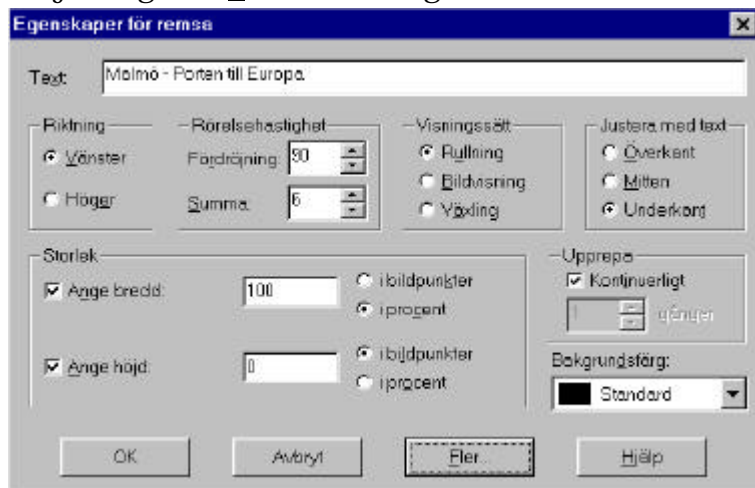 Egenskaper för remsa
Text: Malmö - Porten till Europa
Riktning
Vänster
Höger
Rörelsehastighet
Fördröjning: 90
Summa: 6
Visningssätt
Rullning
Bildvisning
Växling
Justera med text
Överkant
Mitten
Underkant
Storlek
Ange bredd: 100
i bildpunkter
i procent
Ange höjd: 0
i bildpunkter
i procent
Upprepa
Kontinuerligt
1 gånger
Bakgrundsfärg:
Standard
OK Avbryt Fler... Hjälp